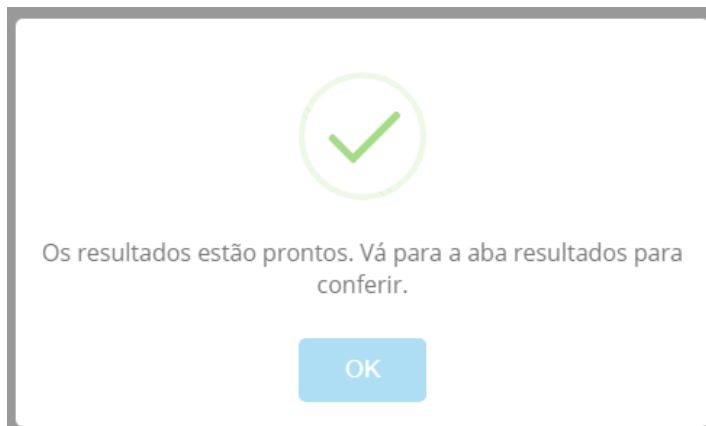 Os resultados estão prontos. Vá para a aba resultados para
conferir.
OK